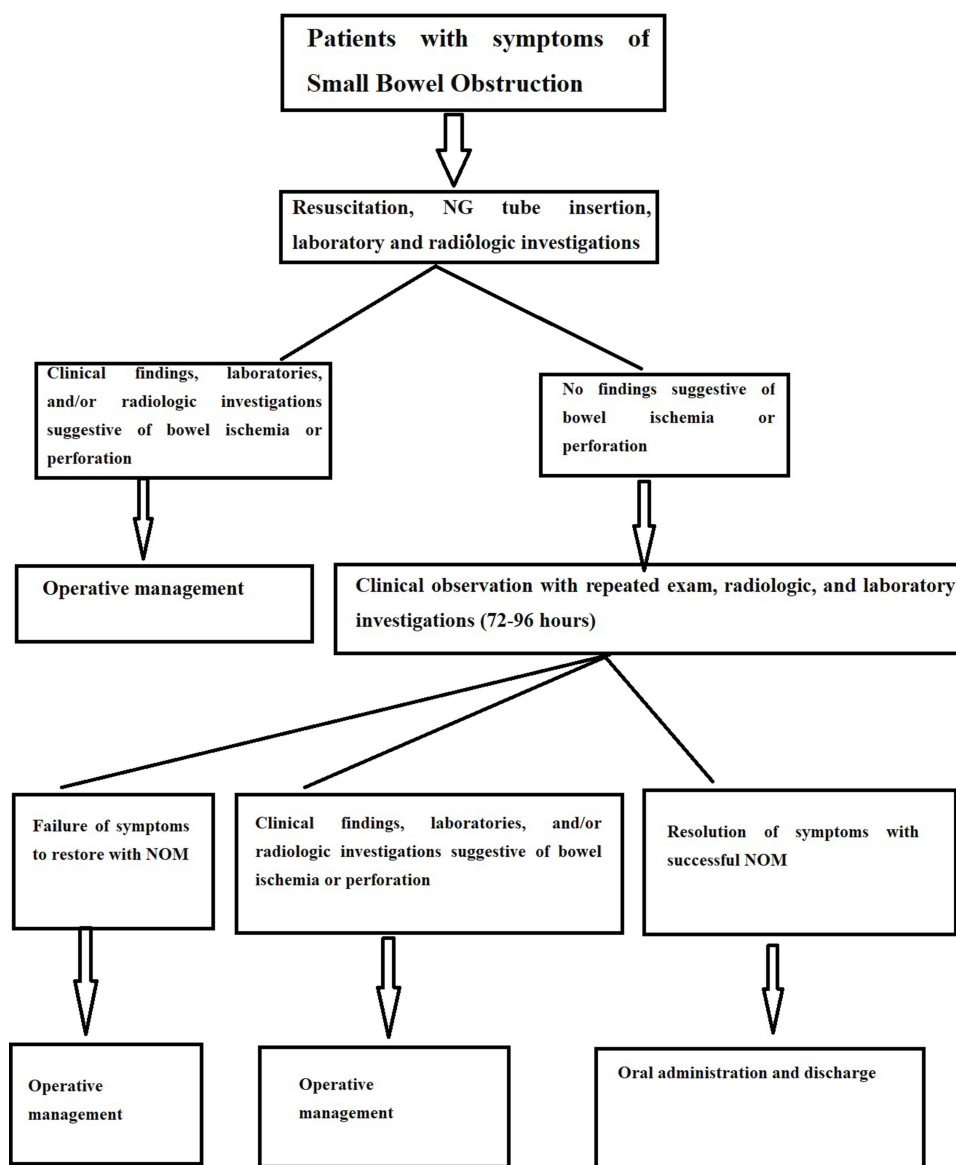 Patients with symptoms of
Small Bowel Obstruction
Resuscitation, NG tube insertion,
laboratory and radiologic investigations
Clinical findings, laboratories,
and/or radiologic investigations
suggestive of bowel ischemia or
perforation
No findings suggestive of
bowel ischemia or
perforation
Operative management
Clinical observation with repeated exam, radiologic, and laboratory
investigations (72-96 hours)
Failure of symptoms
to restore with NOM
Clinical findings, laboratories, and/or
radiologic investigations suggestive of bowel
ischemia or perforation
Resolution of symptoms with
successful NOM
Operative
management
Operative
management
Oral administration and discharge